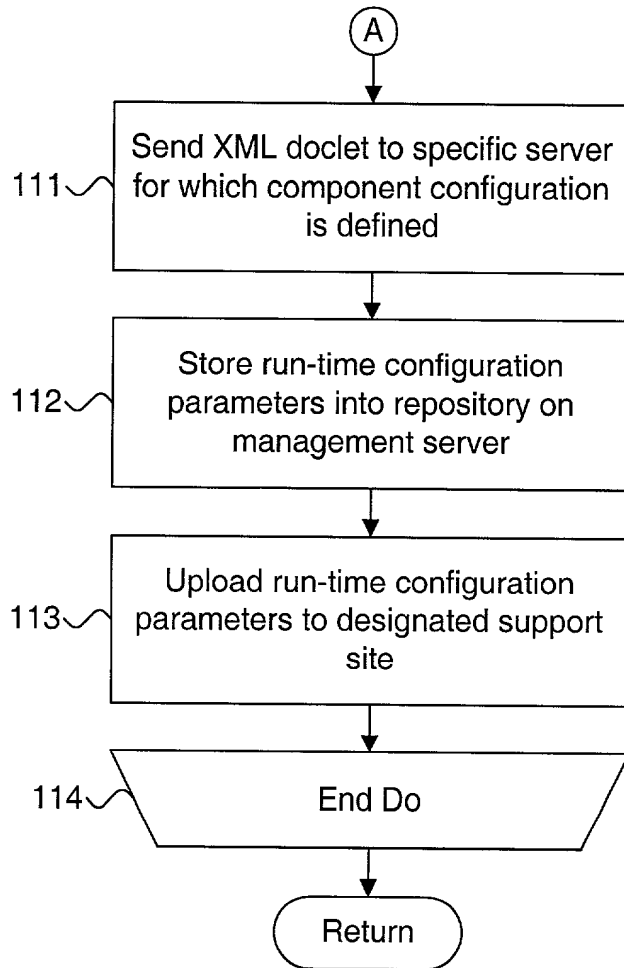 A
111
Send XML doclet to specific server
for which component configuration
is defined
112
Store run-time configuration
parameters into repository on
management server
113
Upload run-time configuration
parameters to designated support
site
114
End Do
Return